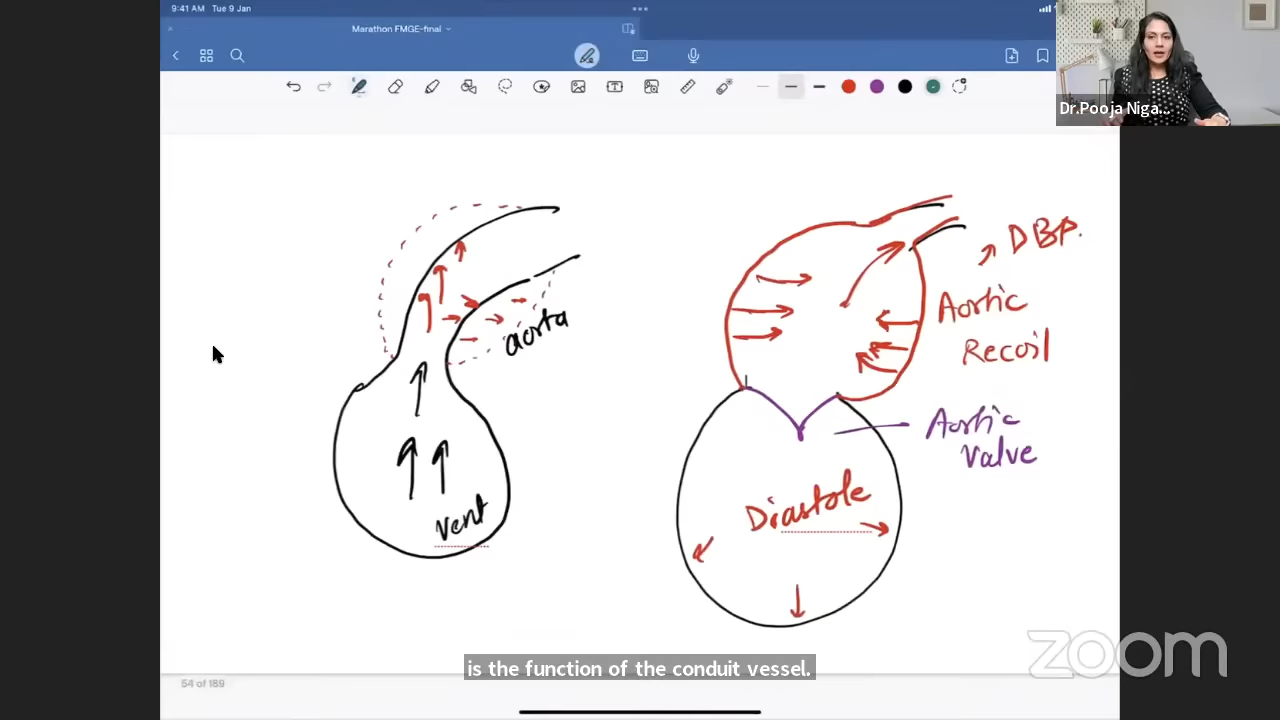 9:41 AM Tue 9 Jan
Marathon FMGE-final
Dr.Pooja Niga...
DBP.
Aortic
Recoil
aorta
Aortic
Valve
Diastole
vent
zoom
is the function of the conduit vessel.
54 of 189